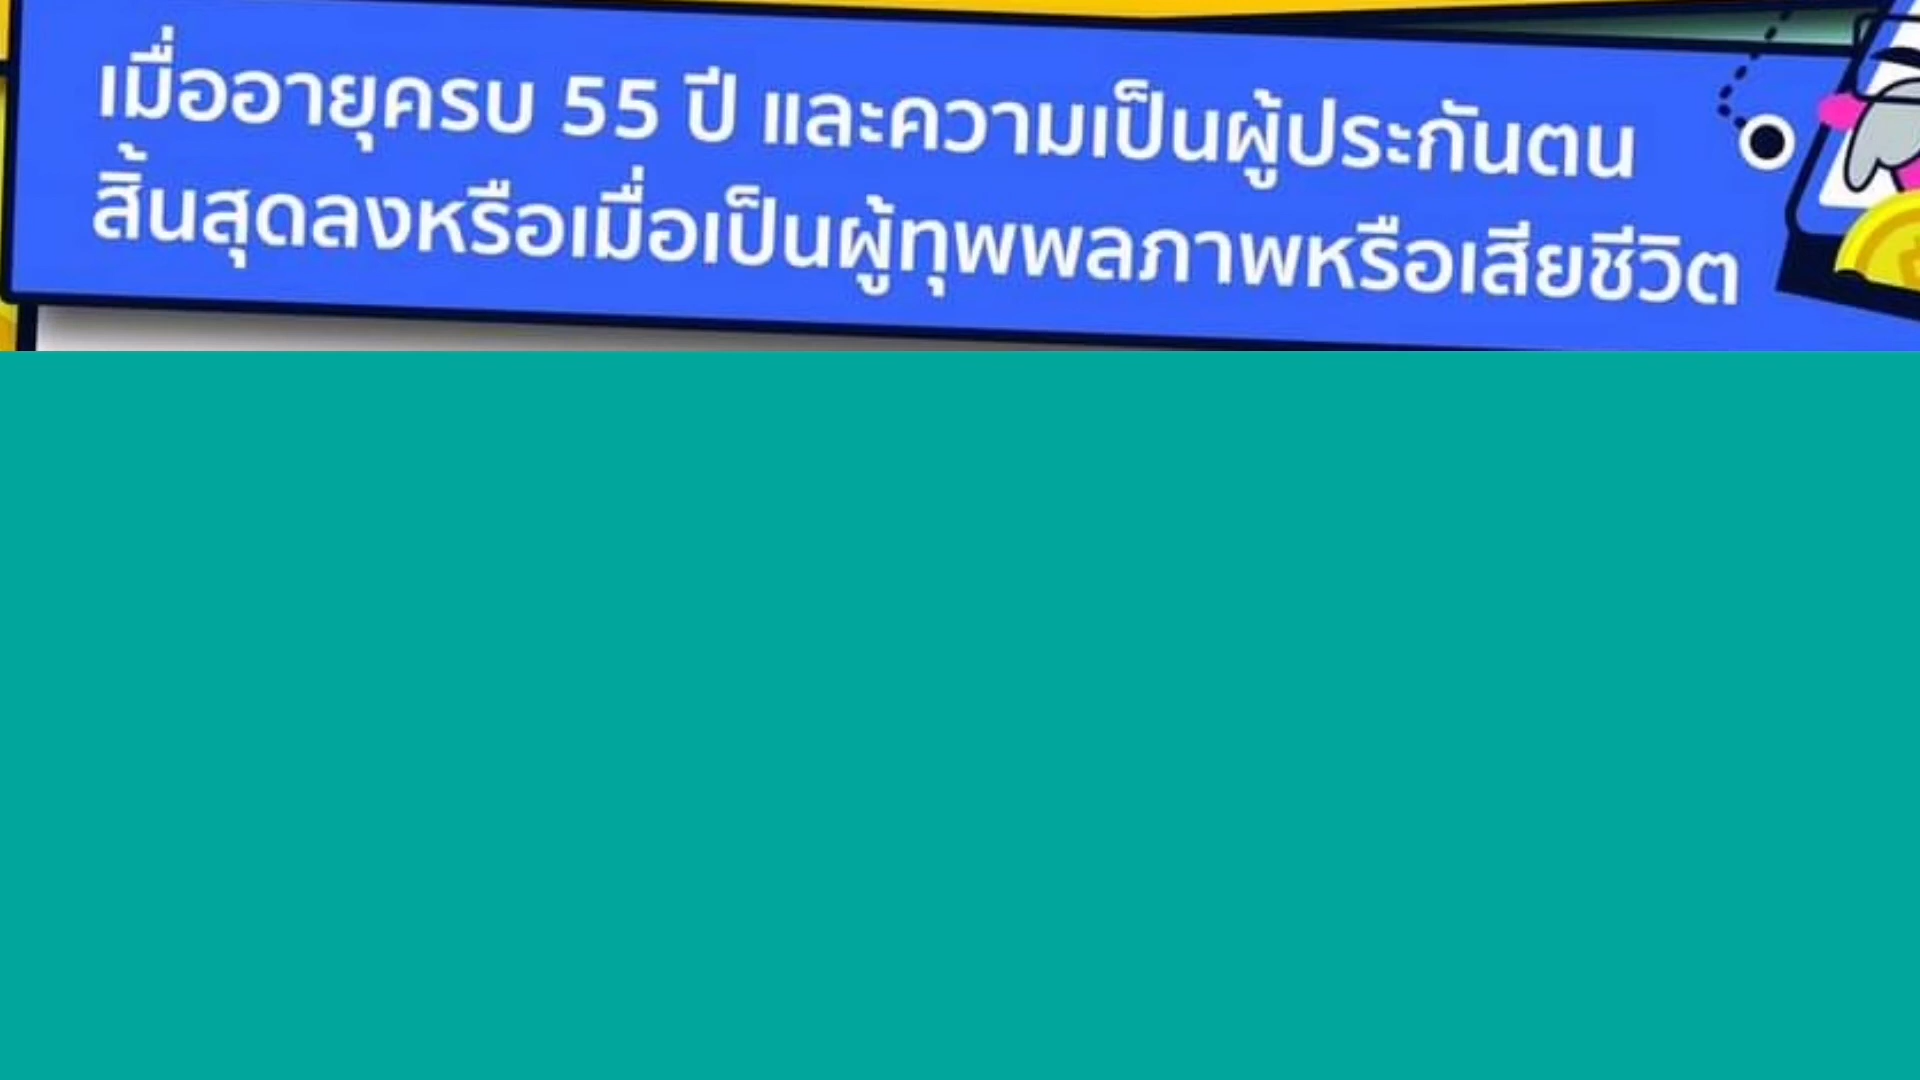 เมื่ออายุครบ 55 ปี และความเป็นผู้ประกันตน
สิ้นสุดลงหรือเมื่อเป็นผู้ทุพพลภาพหรือเสียชีวิต